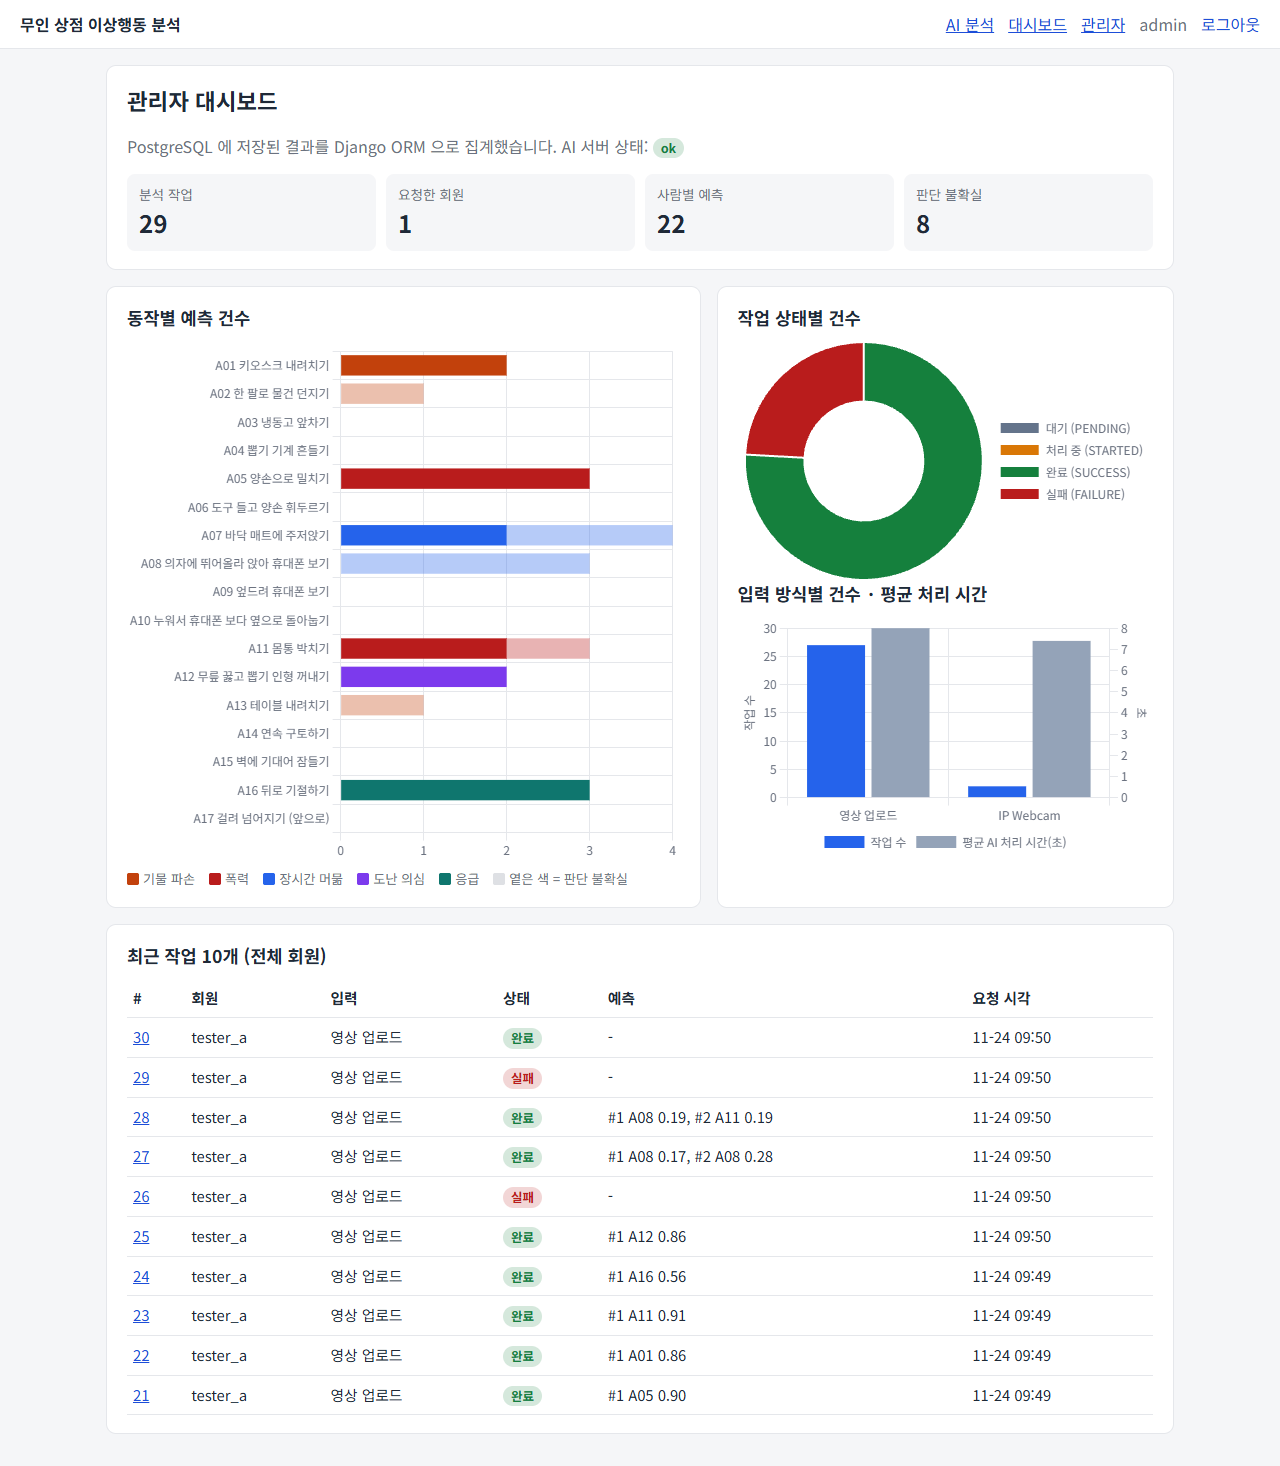 무인 상점 이상행동 분석
AI 분석 대시보드 관리자 admin 로그아웃
관리자 대시보드
PostgreSQL 에 저장된 결과를 Django ORM 으로 집계했습니다. AI 서버 상태: ok
분석 작업
29
요청한 회원
1
사람별 예측
22
판단 불확실
8
동작별 예측 건수
A01 키오스크 내려치기
A02 한 팔로 물건 던지기
A03 냉동고 앞차기
A04 뽑기 기계 흔들기
A05 양손으로 밀치기
A06 도구 들고 양손 휘두르기
A07 바닥 매트에 주저앉기
A08 의자에 뛰어올라 앉아 휴대폰 보기
A09 엎드려 휴대폰 보기
A10 누워서 휴대폰 보다 옆으로 돌아눕기
A11 몸통 박치기
A12 무릎 꿇고 뽑기 인형 꺼내기
A13 테이블 내려치기
A14 연속 구토하기
A15 벽에 기대어 잠들기
A16 뒤로 기절하기
A17 걸려 넘어지기 (앞으로)
0 1 2 3 4
기물 파손 폭력 장시간 머묾 도난 의심 응급 옅은 색 = 판단 불확실
작업 상태별 건수
대기 (PENDING)
처리 중 (STARTED)
완료 (SUCCESS)
실패 (FAILURE)
입력 방식별 건수 · 평균 처리 시간
작업 수
30
25
20
15
10
5
0
8
7
6
5
4
3
2
1
0
초
영상 업로드 IP Webcam
작업 수 평균 AI 처리 시간(초)
최근 작업 10개 (전체 회원)
# 회원 입력 상태 예측 요청 시각
30 tester_a 영상 업로드 완료 - 11-24 09:50
29 tester_a 영상 업로드 실패 - 11-24 09:50
28 tester_a 영상 업로드 완료 #1 A08 0.19, #2 A11 0.19 11-24 09:50
27 tester_a 영상 업로드 완료 #1 A08 0.17, #2 A08 0.28 11-24 09:50
26 tester_a 영상 업로드 실패 - 11-24 09:50
25 tester_a 영상 업로드 완료 #1 A12 0.86 11-24 09:50
24 tester_a 영상 업로드 완료 #1 A16 0.56 11-24 09:49
23 tester_a 영상 업로드 완료 #1 A11 0.91 11-24 09:49
22 tester_a 영상 업로드 완료 #1 A01 0.86 11-24 09:49
21 tester_a 영상 업로드 완료 #1 A05 0.90 11-24 09:49